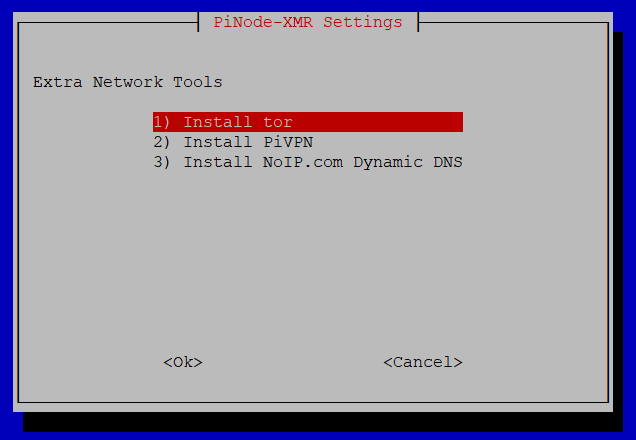 PiNode-XMR Settings
Extra Network Tools
1) Install tor
2) Install PiVPN
3) Install NoIP.com Dynamic DNS
<Ok> <Cancel>